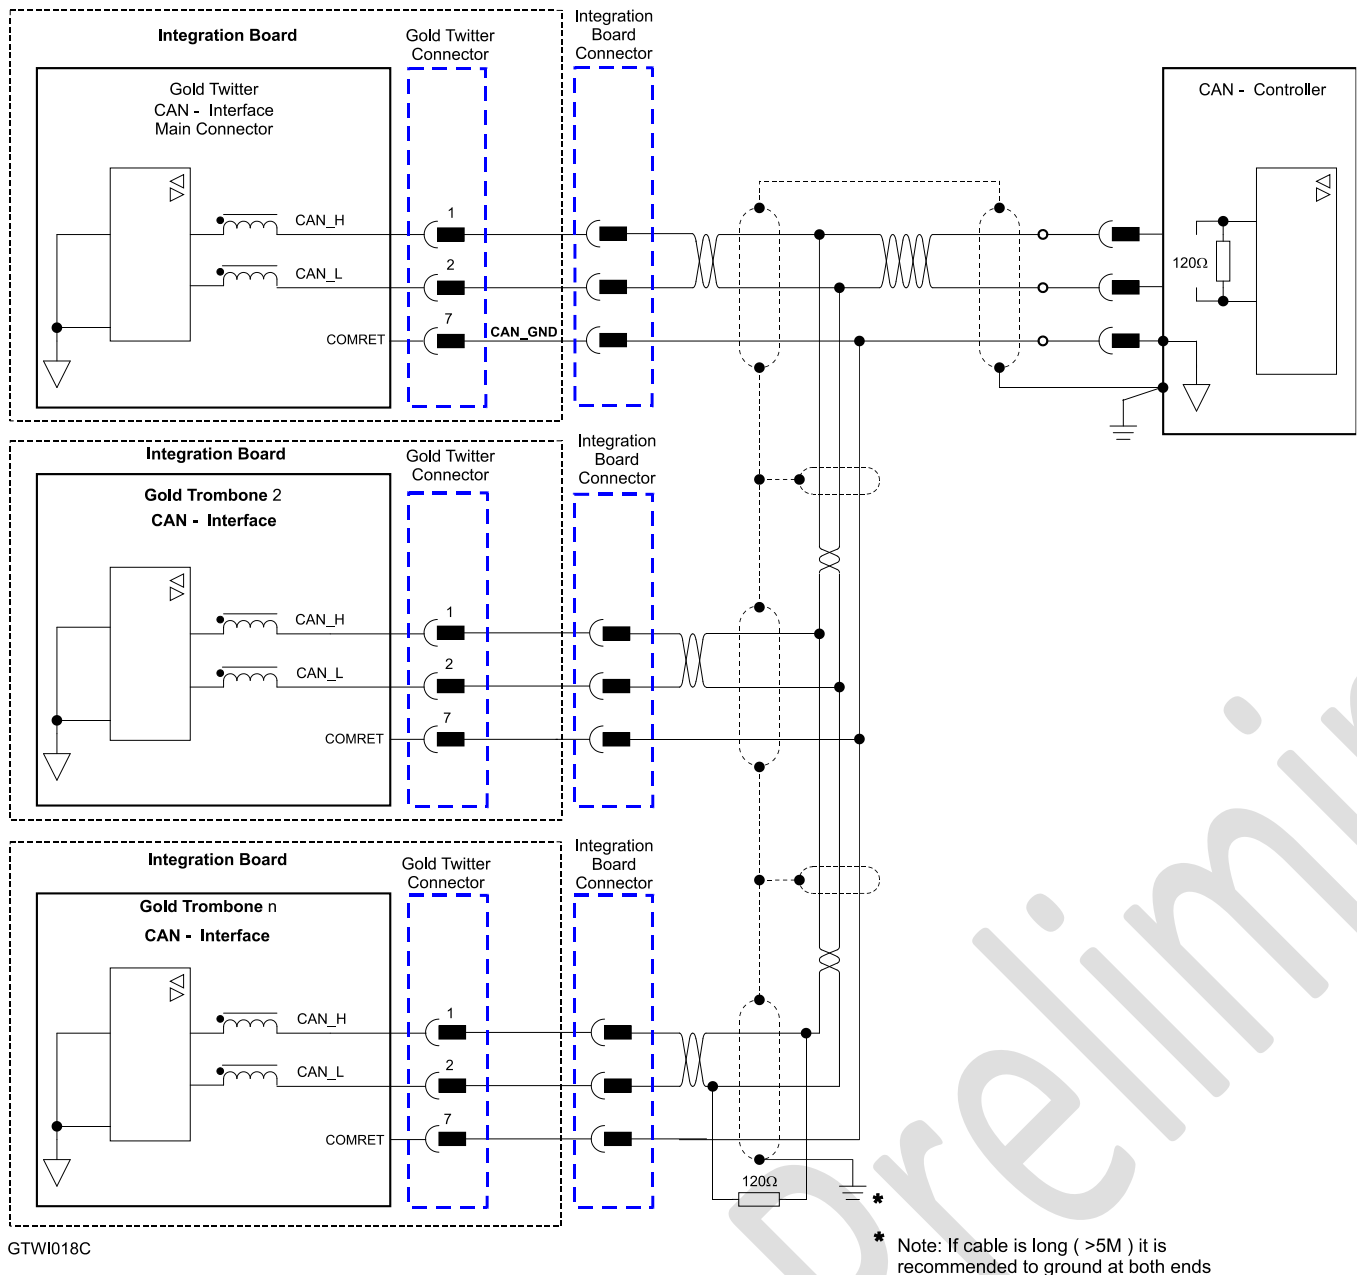 Integration Board
Gold Twitter
Connector
Integration
Board
Connector
Gold Twitter
CAN - Interface
Main Connector
CAN - Controller
CAN_H
1
CAN_L
2
COMRET
7
CAN_GND
120Ω
Integration Board
Gold Twitter
Connector
Integration
Board
Connector
Gold Trombone 2
CAN - Interface
CAN_H
1
CAN_L
2
COMRET
7
Integration Board
Gold Twitter
Connector
Integration
Board
Connector
Gold Trombone n
CAN - Interface
CAN_H
1
CAN_L
2
COMRET
7
120Ω
*
GTWI018C
* Note: If cable is long ( >5M ) it is
recommended to ground at both ends
Prelimin